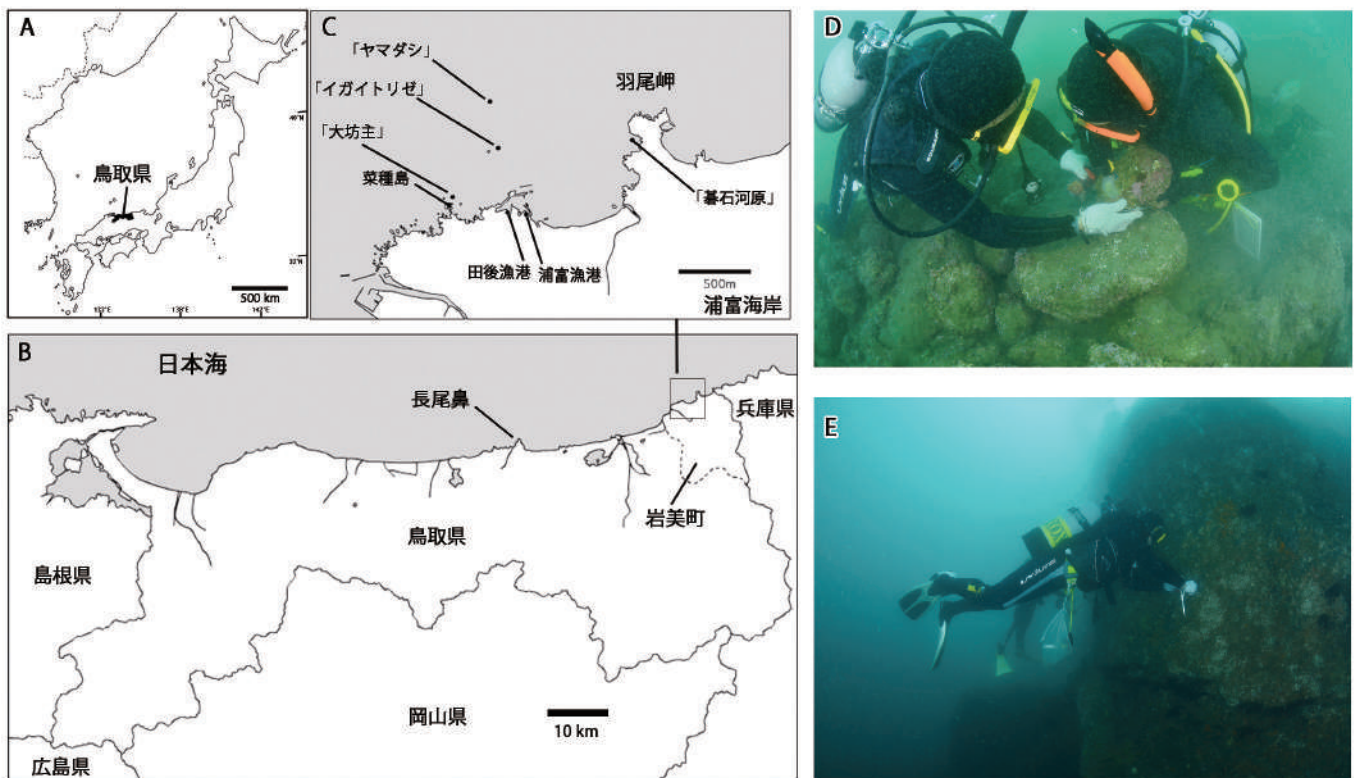 A
鳥取県
500 km
C
「ヤマダシ」
「イガイトリゼ」
「大坊主」
菜種島
羽尾岬
「碁石河原」
田後漁港
浦富漁港
500m
浦富海岸
B
日本海
長尾鼻
兵庫県
岩美町
鳥取県
島根県
岡山県
広島県
10 km
D
E